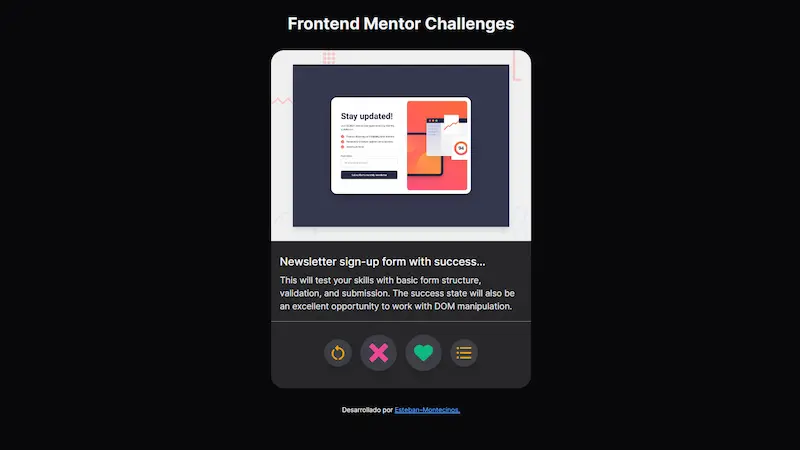 Frontend Mentor Challenges
Stay updated!
94
Newsletter sign-up form with success...
This will test your skills with basic form structure,
validation, and submission. The success state will also be
an excellent opportunity to work with DOM manipulation.
Desarrollado por Esteban-Montecinos.